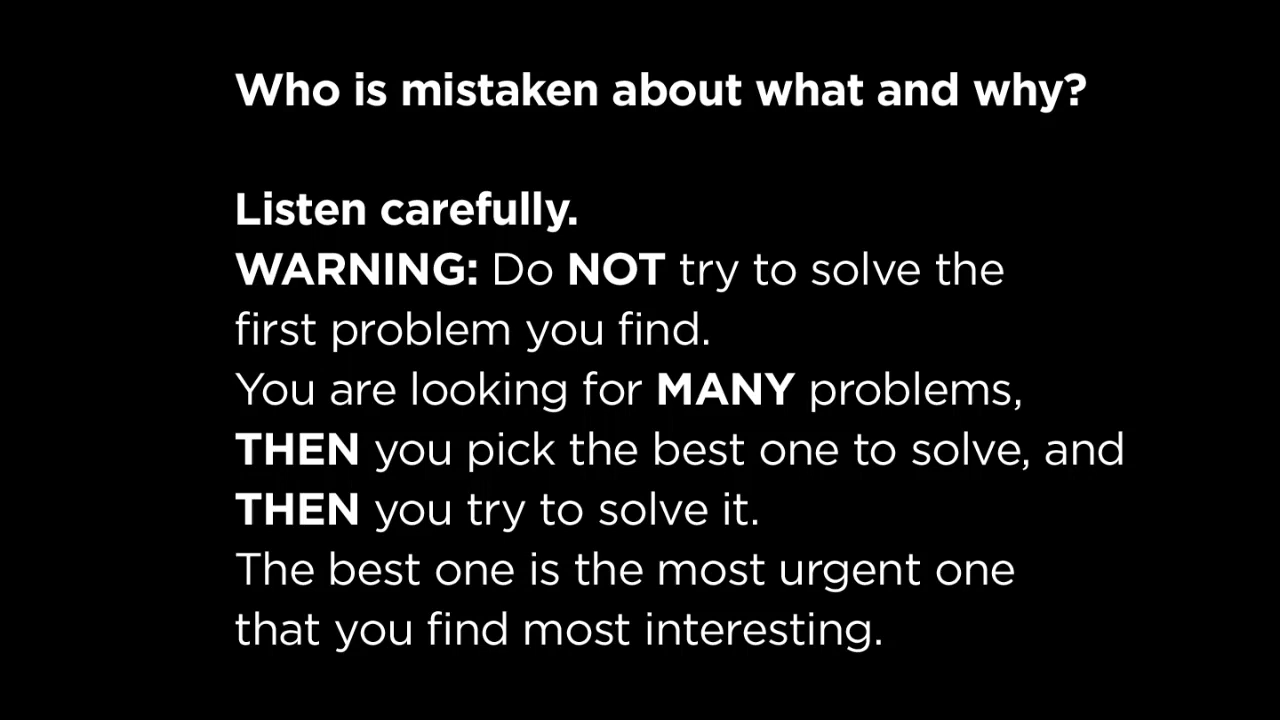 Who is mistaken about what and why?
Listen carefully.
WARNING: Do NOT try to solve the
first problem you find.
You are looking for MANY problems,
THEN you pick the best one to solve, and
THEN you try to solve it.
The best one is the most urgent one
that you find most interesting.